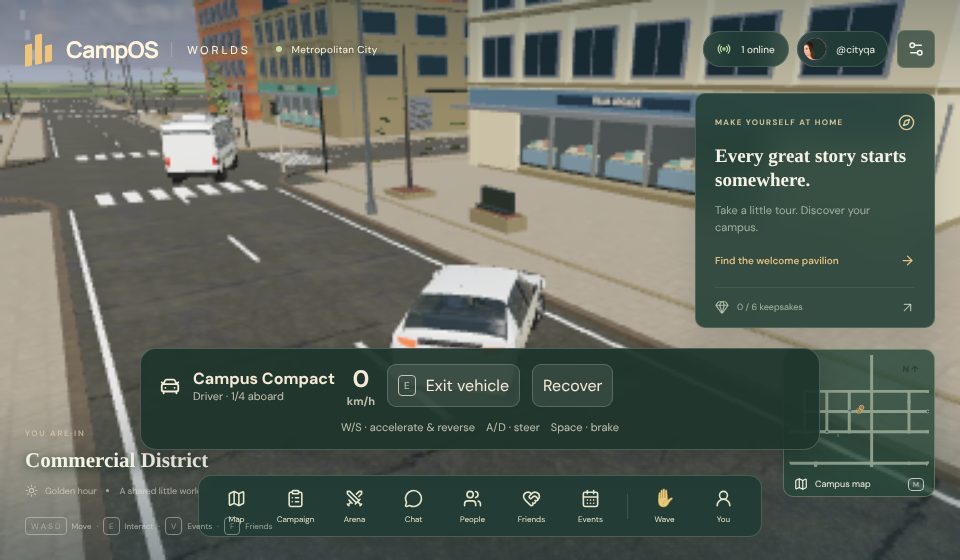 CampOS WORLDS Metropolitan City
1 online @cityqa
MAKE YOURSELF AT HOME
Every great story starts
somewhere.
Take a little tour. Discover your
campus.
Find the welcome pavilion
0 / 6 keepsakes
Campus Compact
Driver · 1/4 aboard
0
km/h
E Exit vehicle
Recover
W/S · accelerate & reverse A/D · steer Space · brake
N
Campus map M
YOU ARE IN
Commercial District
Golden hour • A shared little
Map Campaign Arena Chat People Friends Events Wave You
WASD Move · E Interact · V Events · F Friends